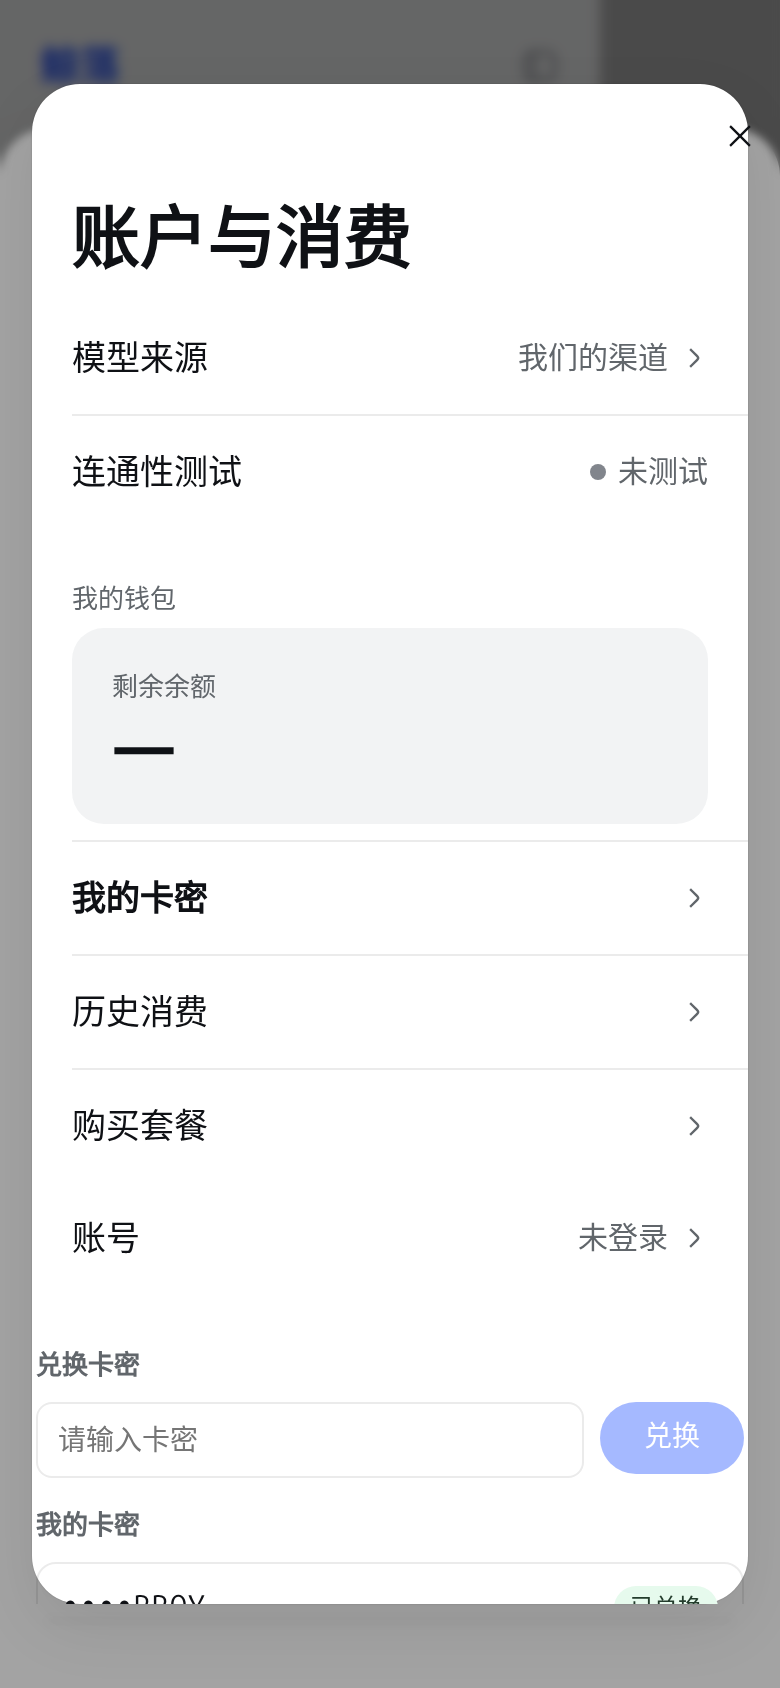 账户与消费
模型来源 我们的渠道
连通性测试 未测试
我的钱包
剩余余额
—
我的卡密
历史消费
购买套餐
账号 未登录
兑换卡密
请输入卡密 兑换
我的卡密
已兑换